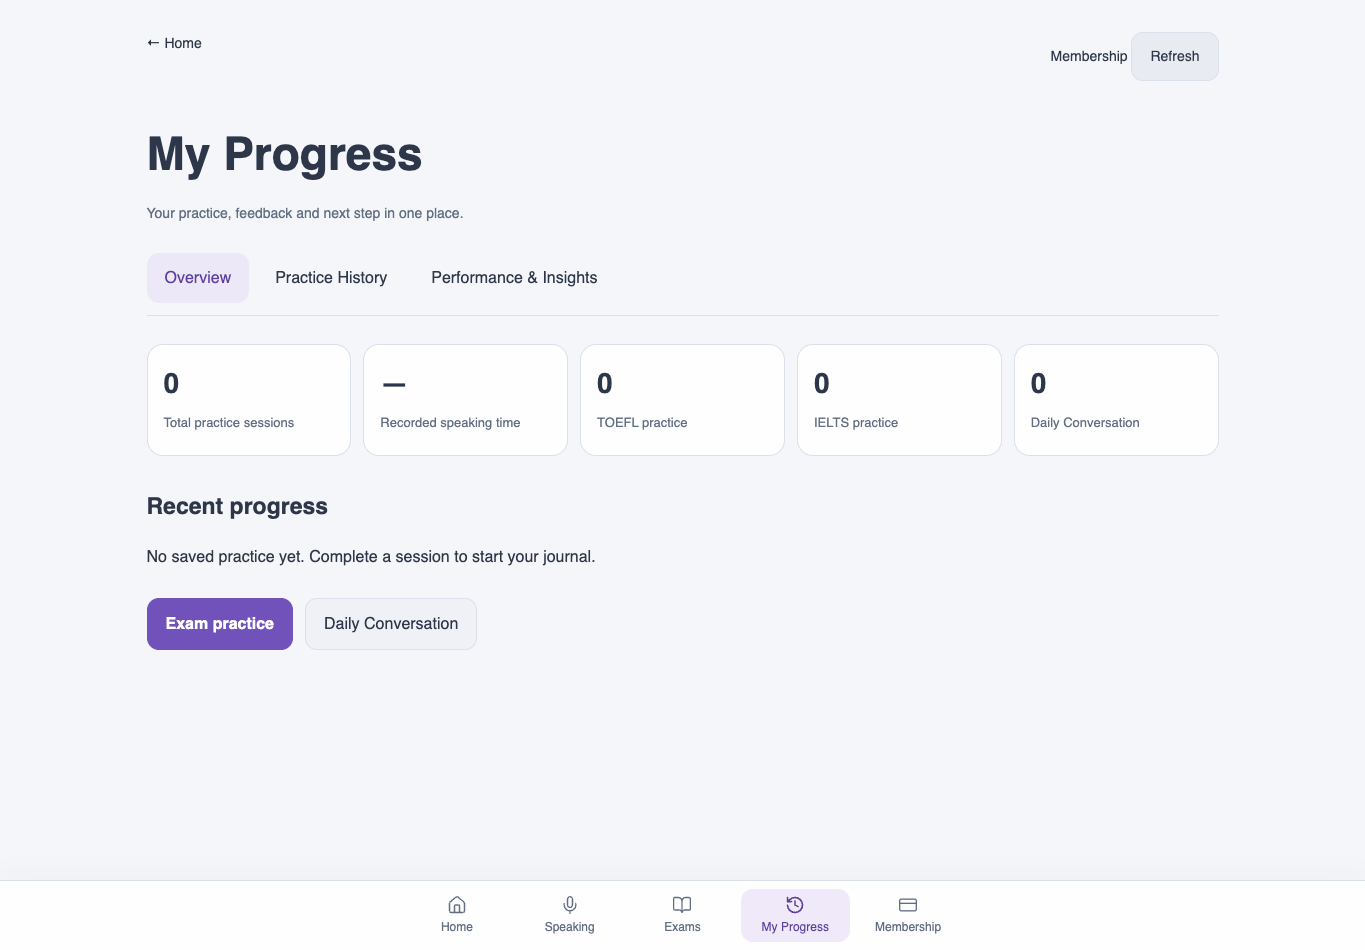 ← Home
Membership
Refresh
My Progress
Your practice, feedback and next step in one place.
Overview
Practice History
Performance & Insights
0
Total practice sessions
—
Recorded speaking time
0
TOEFL practice
0
IELTS practice
0
Daily Conversation
Recent progress
No saved practice yet. Complete a session to start your journal.
Exam practice
Daily Conversation
Home
Speaking
Exams
My Progress
Membership